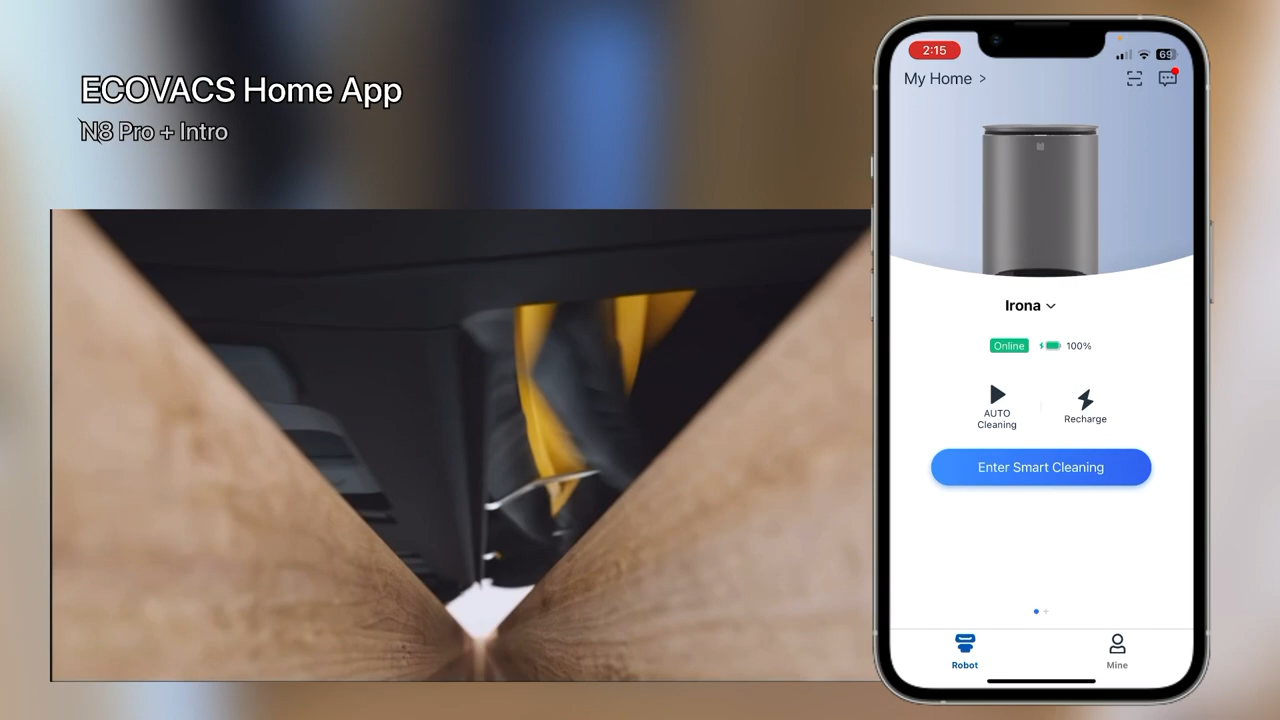 ECOVACS Home App
N8 Pro + Intro
2:15
69
My Home >
Irona
Online 100%
AUTO
Cleaning
Recharge
Enter Smart Cleaning
Robot
Mine